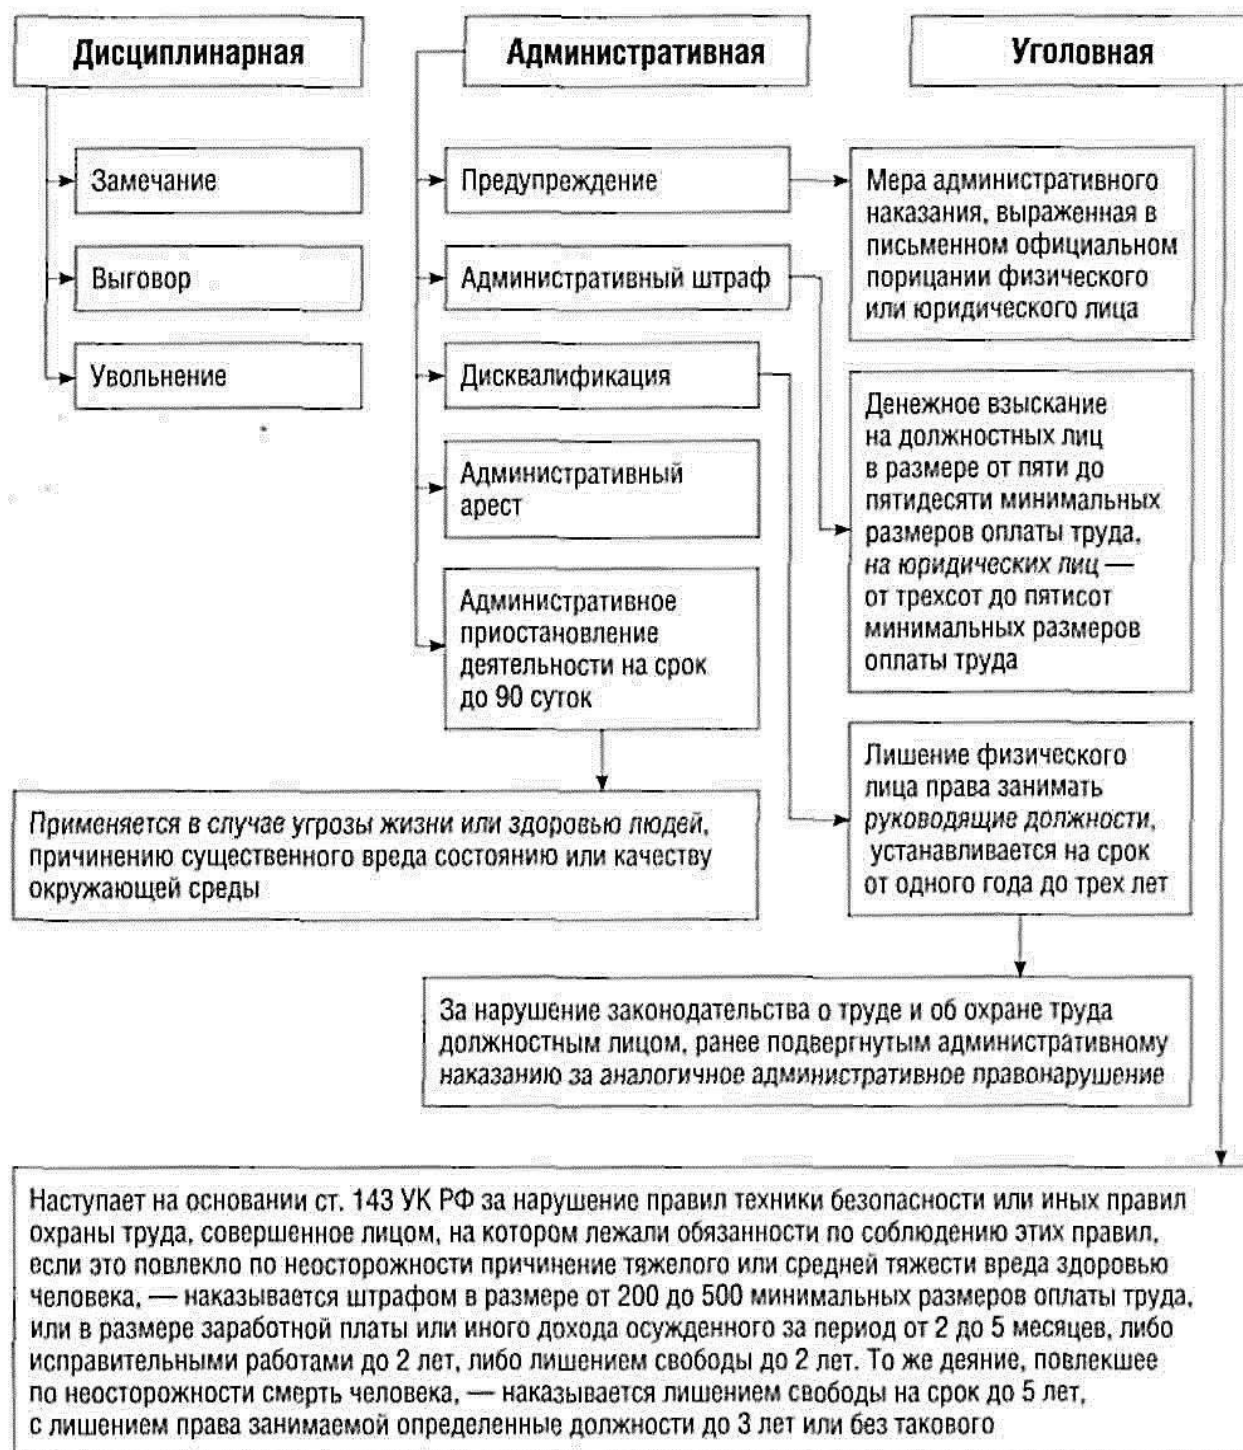 Дисциплинарная
Административная
Уголовная
Замечание
Выговор
Увольнение
Предупреждение
Административный штраф
Дисквалификация
Административный
арест
Административное
приостановление
деятельности на срок
до 90 суток
Мера административного
наказания, выраженная в
письменном официальном
порицании физического
или юридического лица
Денежное взыскание
на должностных лиц
в размере от пяти до
пятидесяти минимальных
размеров оплаты труда,
на юридических лиц —
от трехсот до пятисот
минимальных размеров
оплаты труда
Лишение физического
лица права занимать
руководящие должности,
устанавливается на срок
от одного года до трех лет
Применяется в случае угрозы жизни или здоровью людей,
причинению существенного вреда состоянию или качеству
окружающей среды
За нарушение законодательства о труде и об охране труда
должностным лицом, ранее подвергнутым административному
наказанию за аналогичное административное правонарушение
Наступает на основании ст. 143 УК РФ за нарушение правил техники безопасности или иных правил
охраны труда, совершенное лицом, на котором лежали обязанности по соблюдению этих правил,
если это повлекло по неосторожности причинение тяжелого или средней тяжести вреда здоровью
человека, — наказывается штрафом в размере от 200 до 500 минимальных размеров оплаты труда,
или в размере заработной платы или иного дохода осужденного за период от 2 до 5 месяцев, либо
исправительными работами до 2 лет, либо лишением свободы до 2 лет. То же деяние, повлекшее
по неосторожности смерть человека, — наказывается лишением свободы на срок до 5 лет,
с лишением права занимаемой определенные должности до 3 лет или без такового